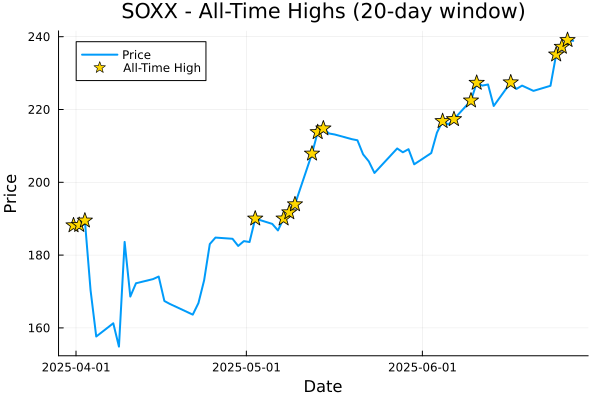 SOXX - All-Time Highs (20-day window)
Price
All-Time High
240
220
200
180
160
Price
2025-04-01
2025-05-01
2025-06-01
Date